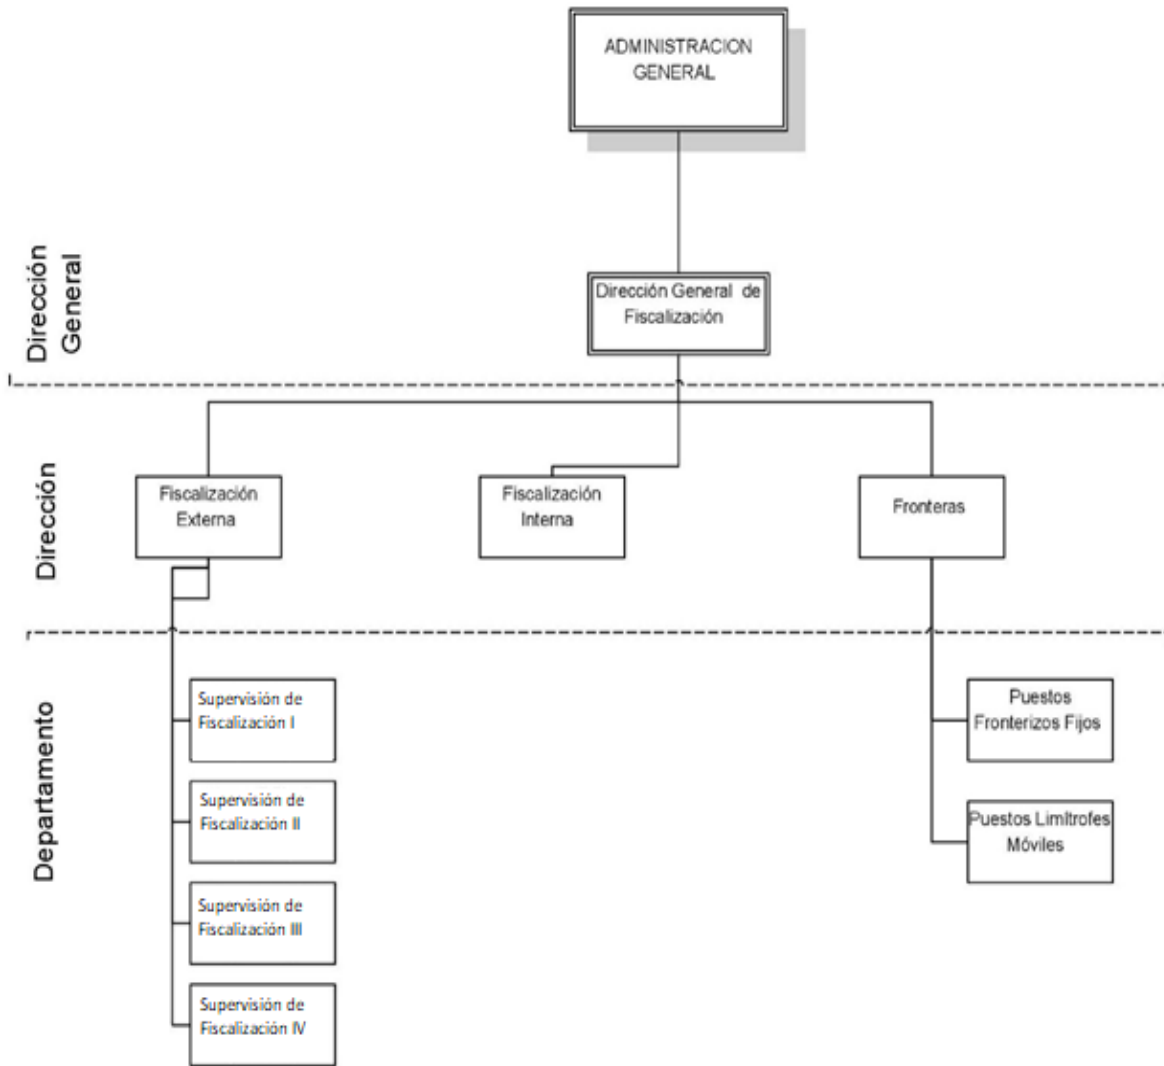 ADMINISTRACION
GENERAL
Dirección
General
Dirección General de
Fiscalización
Dirección
Fiscalización
Externa
Fiscalización
Interna
Fronteras
Departamento
Supervisión de
Fiscalización I
Supervisión de
Fiscalización II
Supervisión de
Fiscalización III
Supervisión de
Fiscalización IV
Puestos
Fronterizos Fijos
Puestos Limítrofes
Móviles